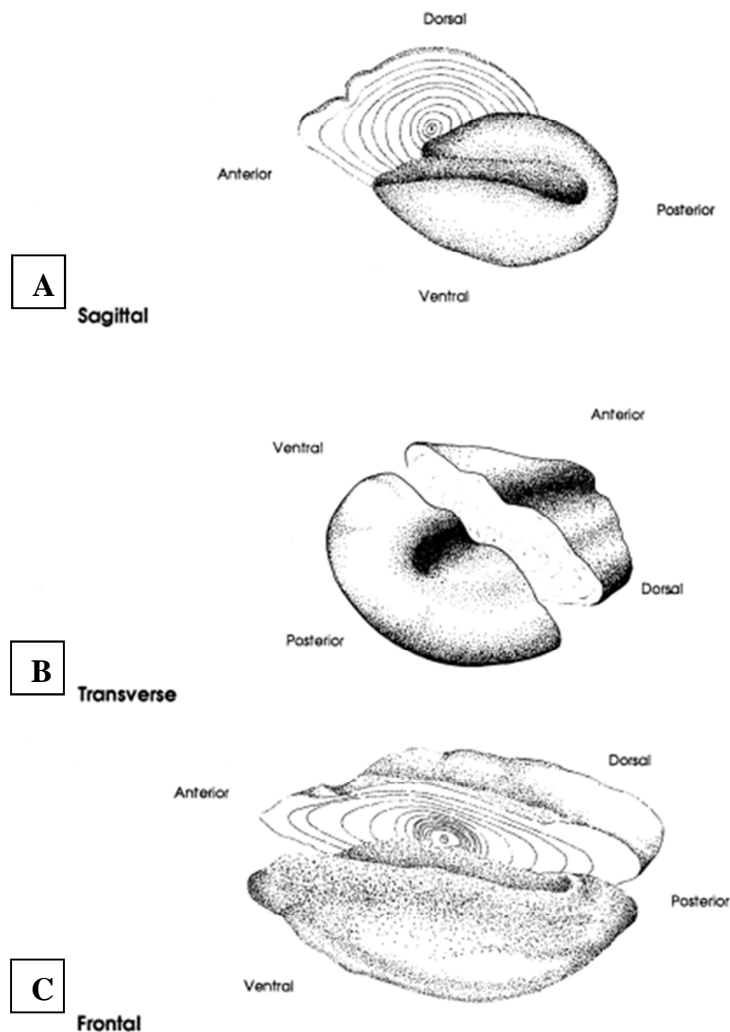 Dorsal
Anterior
Posterior
A
Ventral
Sagittal
Anterior
Ventral
Dorsal
Posterior
B
Transverse
Dorsal
Anterior
Posterior
C
Ventral
Frontal